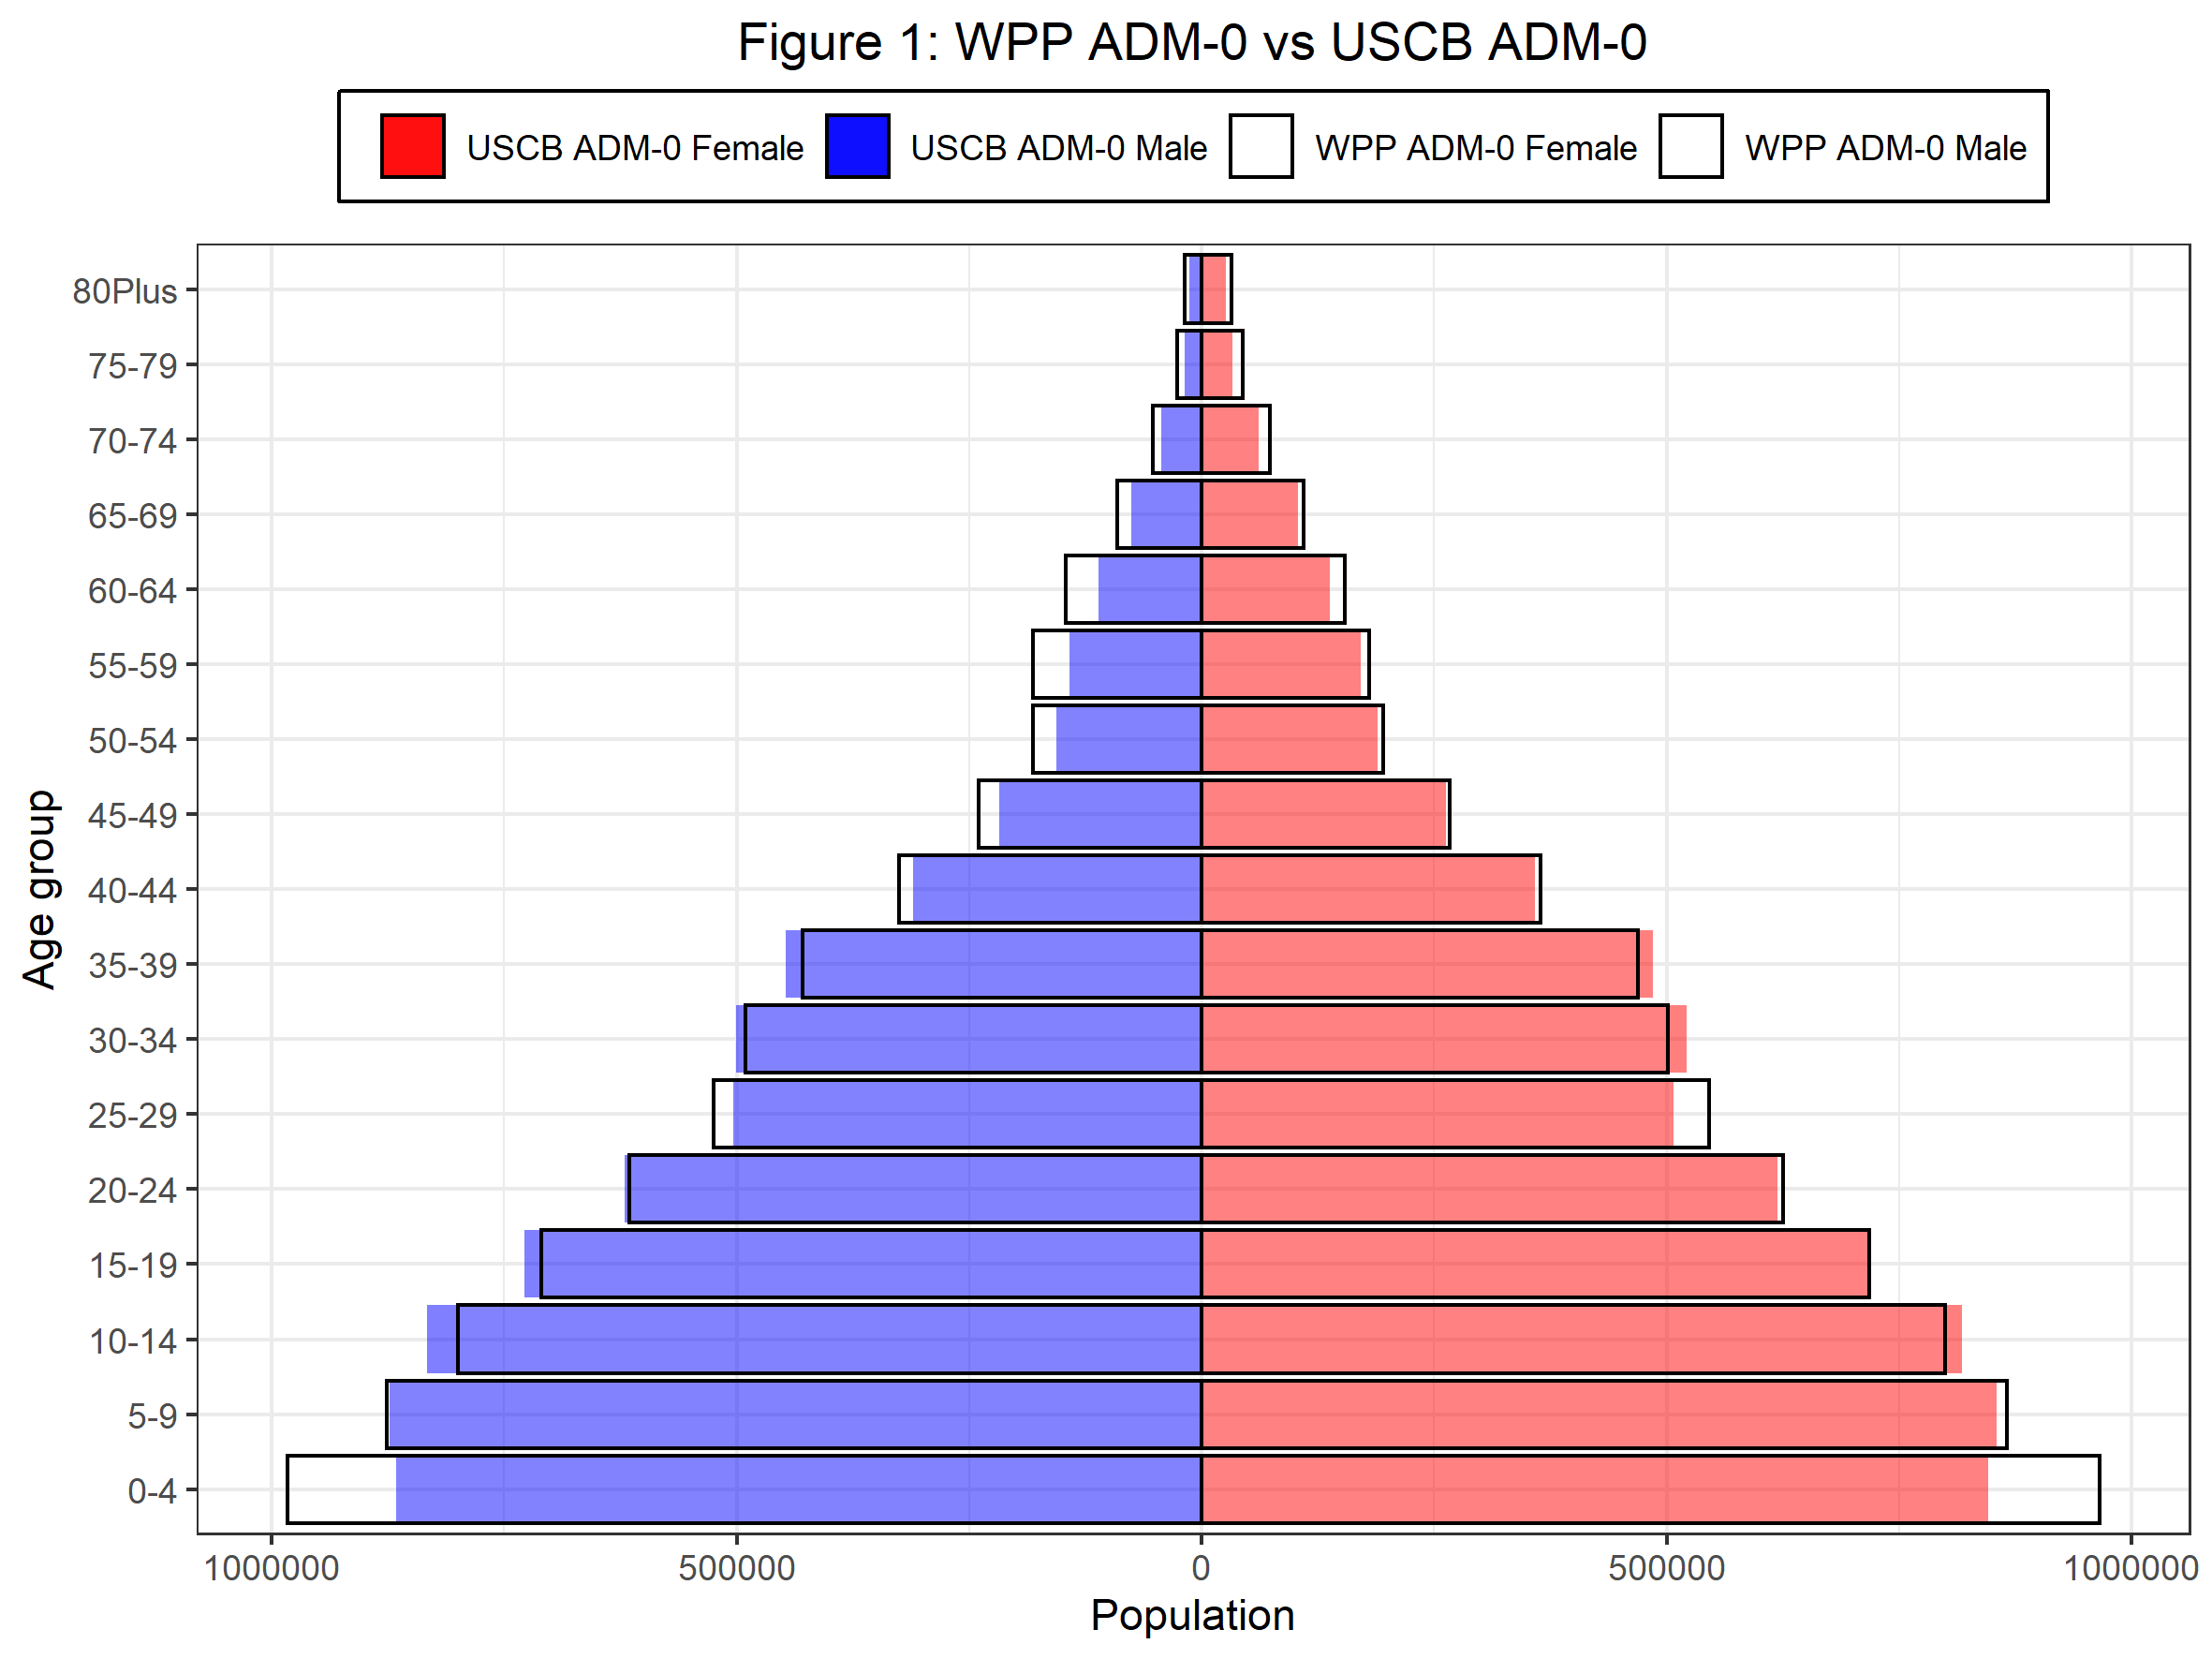 Figure 1: WPP ADM-0 vs USCB ADM-0
USCB ADM-0 Female USCB ADM-0 Male WPP ADM-0 Female WPP ADM-0 Male
80Plus
75-79
70-74
65-69
60-64
55-59
50-54
45-49
40-44
35-39
30-34
25-29
20-24
15-19
10-14
5-9
0-4
Age group
1000000 500000 0 500000 1000000
Population